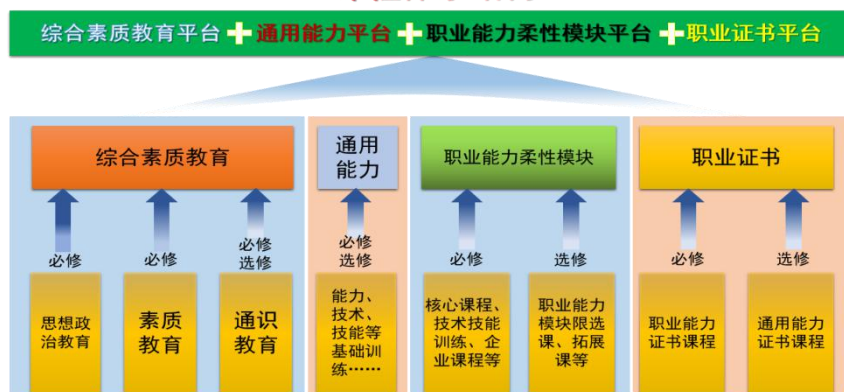 综合素质教育平台+通用能力平台+职业能力柔性模块平台+职业证书平台
综合素质教育
通用
能力
职业能力柔性模块
职业证书
必修
必修
必修
选修
必修
选修
必修
选修
必修
选修
思想政
治教育
素质
教育
通识
教育
能力、
技术、
技能等
基础训
练……
核心课程、
技术技能
训练、企
业课程等
职业能力
模块限选
课、拓展
课等
职业能力
证书课程
通用能力
证书课程